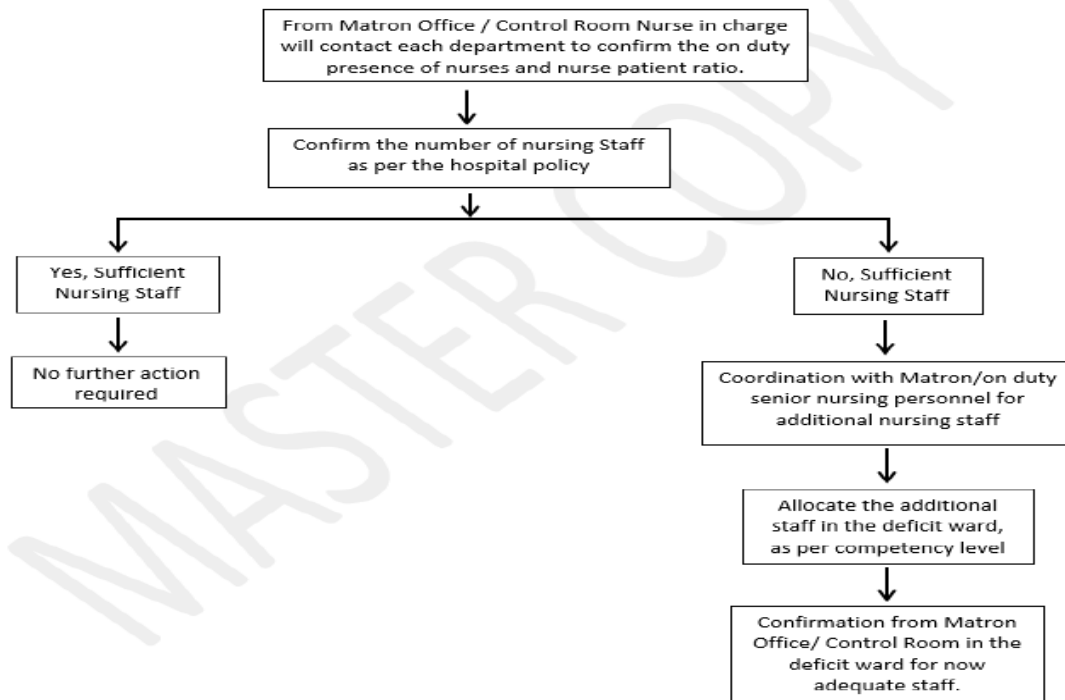 From Matron Office / Control Room Nurse in charge
will contact each department to confirm the on duty
presence of nurses and nurse patient ratio.
Confirm the number of nursing Staff
as per the hospital policy
Yes, Sufficient
Nursing Staff
No further action
required
No, Sufficient
Nursing Staff
Coordination with Matron/on duty
senior nursing personnel for
additional nursing staff
Allocate the additional
staff in the deficit ward,
as per competency level
Confirmation from Matron
Office/ Control Room in the
deficit ward for now
adequate staff.
MASTER COPY